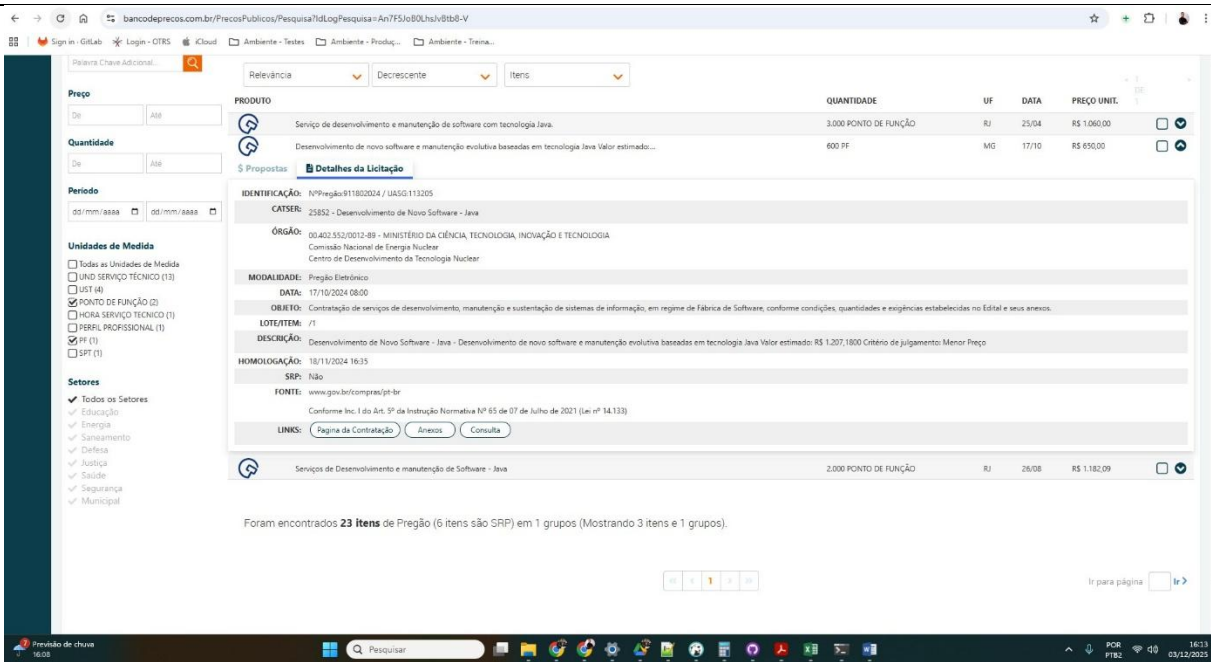 bancodeprecos.com.br/PrecosPublicos/Pesquisa?IdLogPesquisa=An7F5JoB0LhsJvBtb8-V
Sign in · GitLab Login - OTRS iCloud Ambiente - Testes Ambiente - Produç... Ambiente - Treina...
Palavra Chave Adicional...
Relevância Decrescente Itens
Preço
De Até
Quantidade
De Até
Período
dd/mm/aaaa dd/mm/aaaa
Unidades de Medida
Todas as Unidades de Medida
UND SERVIÇO TÉCNICO (13)
UST (4)
PONTO DE FUNÇÃO (2)
HORA SERVIÇO TECNICO (1)
PERFIL PROFISSIONAL (1)
PF (1)
SPT (1)
Setores
Todos os Setores
Educação
Energia
Saneamento
Defesa
Justiça
Saúde
Segurança
Municipal
PRODUTO QUANTIDADE UF DATA PREÇO UNIT.
Serviço de desenvolvimento e manutenção de software com tecnologia Java. 3.000 PONTO DE FUNÇÃO RJ 25/04 R$ 1.060,00
Desenvolvimento de novo software e manutenção evolutiva baseadas em tecnologia Java Valor estimado:... 600 PF MG 17/10 R$ 650,00
$ Propostas Detalhes da Licitação
IDENTIFICAÇÃO: NºPregão:911802024 / UASG:113205
CATSER: 25852 - Desenvolvimento de Novo Software - Java
ÓRGÃO: 00.402.552/0012-89 - MINISTÉRIO DA CIÊNCIA, TECNOLOGIA, INOVAÇÃO E TECNOLOGIA
Comissão Nacional de Energia Nuclear
Centro de Desenvolvimento da Tecnologia Nuclear
MODALIDADE: Pregão Eletrônico
DATA: 17/10/2024 08:00
OBJETO: Contratação de serviços de desenvolvimento, manutenção e sustentação de sistemas de informação, em regime de Fábrica de Software, conforme condições, quantidades e exigências estabelecidas no Edital e seus anexos.
LOTE/ITEM: /1
DESCRIÇÃO: Desenvolvimento de Novo Software - Java - Desenvolvimento de novo software e manutenção evolutiva baseadas em tecnologia Java Valor estimado: R$ 1.207,1800 Critério de julgamento: Menor Preço
HOMOLOGAÇÃO: 18/11/2024 16:35
SRP: Não
FONTE: www.gov.br/compras/pt-br
Conforme Inc. I do Art. 5º da Instrução Normativa Nº 65 de 07 de Julho de 2021 (Lei nº 14.133)
LINKS: Pagina da Contratação Anexos Consulta
Serviços de Desenvolvimento e manutenção de Software - Java 2.000 PONTO DE FUNÇÃO RJ 26/08 R$ 1.182,09
Foram encontrados 23 itens de Pregão (6 itens são SRP) em 1 grupos (Mostrando 3 itens e 1 grupos).
1
Ir para página Ir
Previsão de chuva
16:08
Pesquisar
POR
PTB2
16:13
03/12/2025